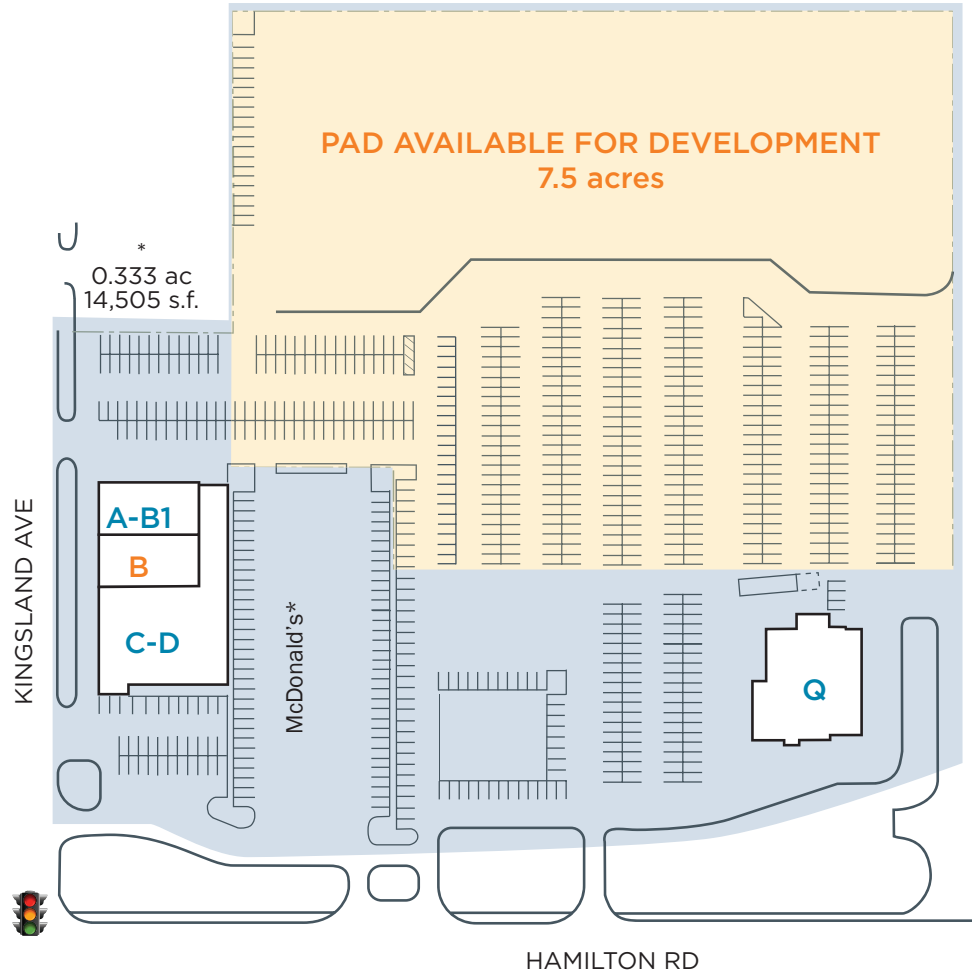 PAD AVAILABLE FOR DEVELOPMENT
7.5 acres
*
0.333 ac
14,505 s.f.
KINGSLAND AVE
A-B1
B
C-D
McDonald's*
Q
HAMILTON RD